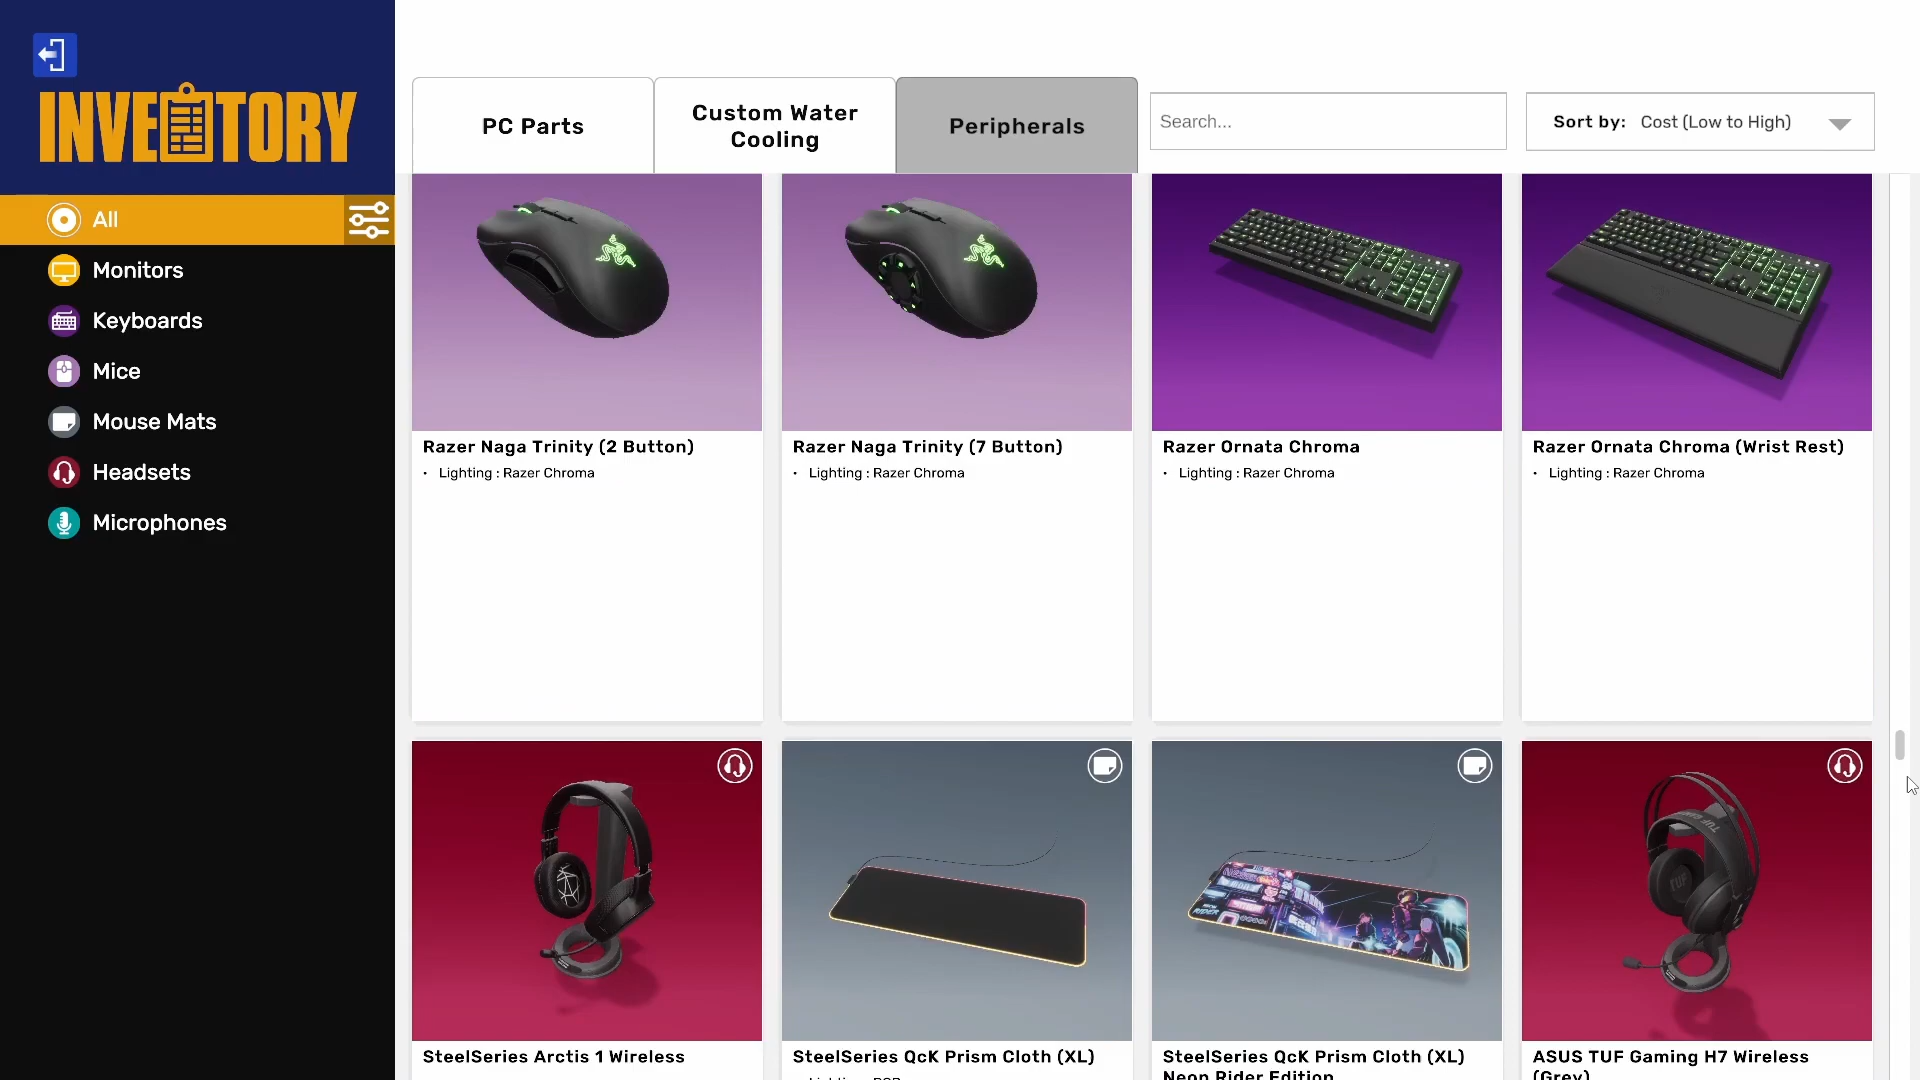 INVENTORY
PC Parts
Custom Water
Cooling
Peripherals
Search...
Sort by: Cost (Low to High)
All
Monitors
Keyboards
Mice
Mouse Mats
Headsets
Microphones
Razer Naga Trinity (2 Button)
• Lighting : Razer Chroma
Razer Naga Trinity (7 Button)
• Lighting : Razer Chroma
Razer Ornata Chroma
• Lighting : Razer Chroma
Razer Ornata Chroma (Wrist Rest)
• Lighting : Razer Chroma
SteelSeries Arctis 1 Wireless
SteelSeries QcK Prism Cloth (XL)
SteelSeries QcK Prism Cloth (XL)
Neon Rider Edition
ASUS TUF Gaming H7 Wireless
(Grey)